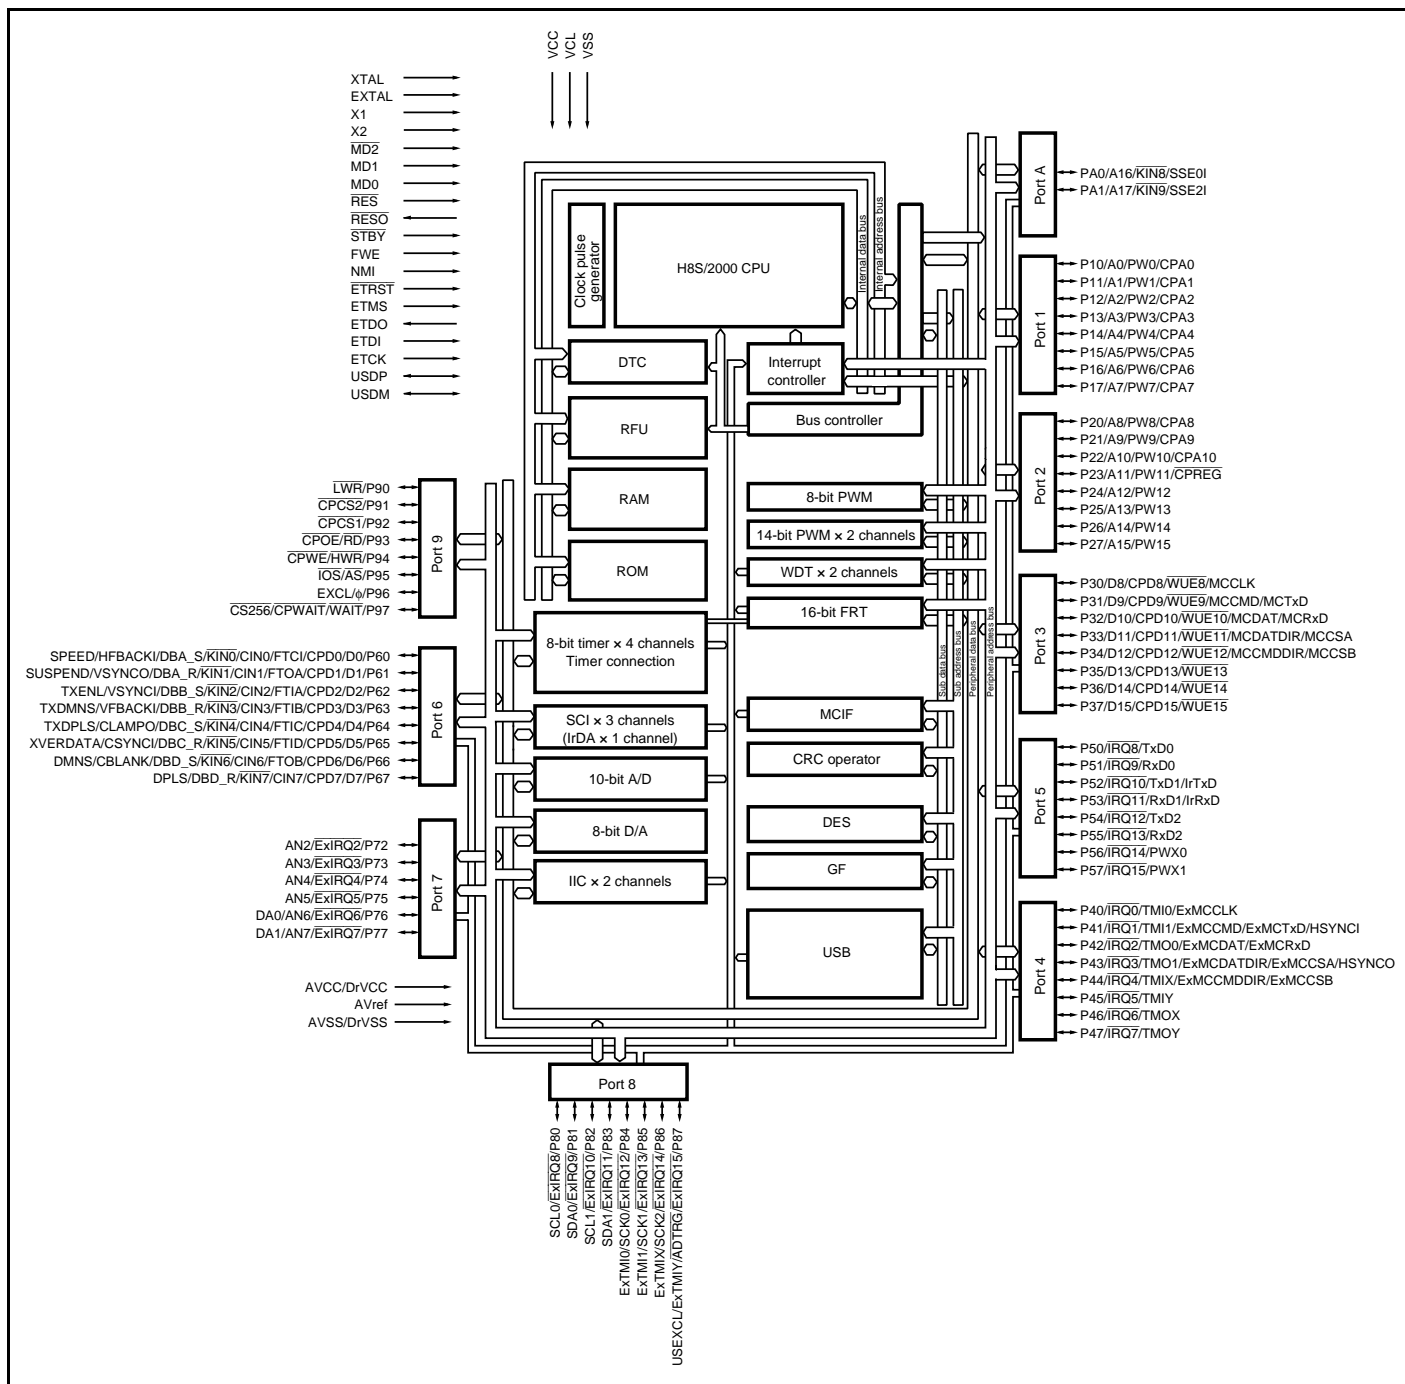 VCC
VCL
VSS
XTAL
EXTAL
X1
X2
MD2
MD1
MD0
RES
RESO
STBY
FWE
NMI
ETRST
ETMS
ETDO
ETDI
ETCK
USDP
USDM
Clock pulse
generator
H8S/2000 CPU
Internal data bus
Internal address bus
DTC
Interrupt
controller
RFU
Bus controller
RAM
ROM
8-bit PWM
14-bit PWM × 2 channels
WDT × 2 channels
16-bit FRT
8-bit timer × 4 channels
Timer connection
SCI × 3 channels
(IrDA × 1 channel)
10-bit A/D
8-bit D/A
IIC × 2 channels
MCIF
CRC operator
DES
GF
USB
Sub data bus
Sub address bus
Peripheral data bus
Peripheral address bus
Port 9
LWR/P90
CPCS2/P91
CPCS1/P92
CPOE/RD/P93
CPWE/HWR/P94
IOS/AS/P95
EXCL/ϕ/P96
CS256/CPWAIT/WAIT/P97
Port 6
SPEED/HFBACKI/DBA_S/KIN0/CIN0/FTCI/CPD0/D0/P60
SUSPEND/VSYNCO/DBA_R/KIN1/CIN1/FTOA/CPD1/D1/P61
TXENL/VSYNCI/DBB_S/KIN2/CIN2/FTIA/CPD2/D2/P62
TXDMNS/VFBACKI/DBB_R/KIN3/CIN3/FTIB/CPD3/D3/P63
TXDPLS/CLAMPO/DBC_S/KIN4/CIN4/FTIC/CPD4/D4/P64
XVERDATA/CSYNCI/DBC_R/KIN5/CIN5/FTID/CPD5/D5/P65
DMNS/CBLANK/DBD_S/KIN6/CIN6/FTOB/CPD6/D6/P66
DPLS/DBD_R/KIN7/CIN7/CPD7/D7/P67
Port 7
AN2/ExIRQ2/P72
AN3/ExIRQ3/P73
AN4/ExIRQ4/P74
AN5/ExIRQ5/P75
DA0/AN6/ExIRQ6/P76
DA1/AN7/ExIRQ7/P77
AVCC/DrVCC
AVref
AVSS/DrVSS
Port A
PA0/A16/KIN8/SSE0I
PA1/A17/KIN9/SSE2I
Port 1
P10/A0/PW0/CPA0
P11/A1/PW1/CPA1
P12/A2/PW2/CPA2
P13/A3/PW3/CPA3
P14/A4/PW4/CPA4
P15/A5/PW5/CPA5
P16/A6/PW6/CPA6
P17/A7/PW7/CPA7
Port 2
P20/A8/PW8/CPA8
P21/A9/PW9/CPA9
P22/A10/PW10/CPA10
P23/A11/PW11/CPREG
P24/A12/PW12
P25/A13/PW13
P26/A14/PW14
P27/A15/PW15
Port 3
P30/D8/CPD8/WUE8/MCCLK
P31/D9/CPD9/WUE9/MCCMD/MCTxD
P32/D10/CPD10/WUE10/MCDAT/MCRxD
P33/D11/CPD11/WUE11/MCDATDIR/MCCSA
P34/D12/CPD12/WUE12/MCCMDDIR/MCCSB
P35/D13/CPD13/WUE13
P36/D14/CPD14/WUE14
P37/D15/CPD15/WUE15
Port 5
P50/IRQ8/TxD0
P51/IRQ9/RxD0
P52/IRQ10/TxD1/IrTxD
P53/IRQ11/RxD1/IrRxD
P54/IRQ12/TxD2
P55/IRQ13/RxD2
P56/IRQ14/PWX0
P57/IRQ15/PWX1
Port 4
P40/IRQ0/TMI0/ExMCCLK
P41/IRQ1/TMI1/ExMCCMD/ExMCTxD/HSYNCI
P42/IRQ2/TMO0/ExMCDAT/ExMCRxD
P43/IRQ3/TMO1/ExMCDATDIR/ExMCCSA/HSYNCO
P44/IRQ4/TMIX/ExMCCMDDIR/ExMCCSB
P45/IRQ5/TMIY
P46/IRQ6/TMOX
P47/IRQ7/TMOY
Port 8
SCL0/ExIRQ8/P80
SDA0/ExIRQ9/P81
SCL1/ExIRQ10/P82
SDA1/ExIRQ11/P83
ExTMI0/SCK0/ExIRQ12/P84
ExTMI1/SCK1/ExIRQ13/P85
ExTMIX/SCK2/ExIRQ14/P86
USEXCL/ExTMIY/ADTRG/ExIRQ15/P87